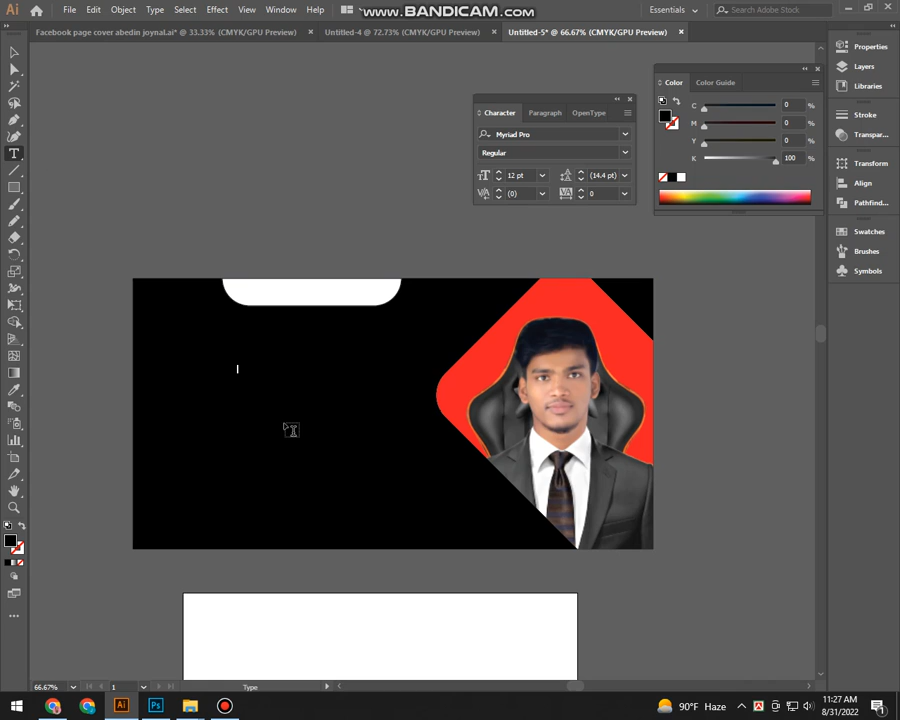 Ai File Edit Object Type Select Effect View Window Help www.BANDICAM.com Essentials Search Adobe Stock
Facebook page cover abedin joynal.ai* @ 33.33% (CMYK/GPU Preview) Untitled-4 @ 72.73% (CMYK/GPU Preview) Untitled-5* @ 66.67% (CMYK/GPU Preview)
Properties
Layers
Libraries
Stroke
Transpar...
Transform
Align
Pathfind...
Swatches
Brushes
Symbols
Color Color Guide
C 0 %
M 0 %
Y 0 %
K 100 %
Character Paragraph OpenType
Myriad Pro
Regular
12 pt (14.4 pt)
(0) 0
66.67% 1 Type
Ai Ps 90°F Haze 11:27 AM
8/31/2022